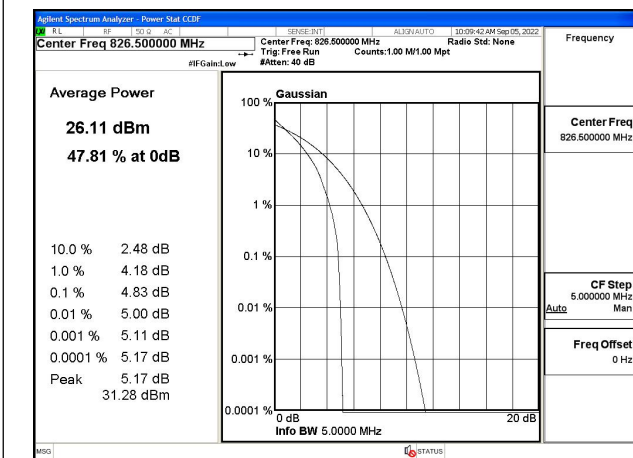 Agilent Spectrum Analyzer - Power Stat CCDF
RL RF 50 Ω AC SENSE:INT ALIGN AUTO 10:09:42 AM Sep 05, 2022
Center Freq 826.500000 MHz
Center Freq: 826.500000 MHz Radio Std: None
Trig: Free Run Counts:1.00 M/1.00 Mpt
#IFGain:Low #Atten: 40 dB
Frequency
Average Power
26.11 dBm
47.81 % at 0dB
10.0 % 2.48 dB
1.0 % 4.18 dB
0.1 % 4.83 dB
0.01 % 5.00 dB
0.001 % 5.11 dB
0.0001 % 5.17 dB
Peak 5.17 dB
31.28 dBm
Gaussian
100 %
10 %
1 %
0.1 %
0.01 %
0.001 %
0.0001 %
0 dB 20 dB
Info BW 5.0000 MHz
Center Freq
826.500000 MHz
CF Step
5.000000 MHz
Auto Man
Freq Offset
0 Hz
MSG STATUS